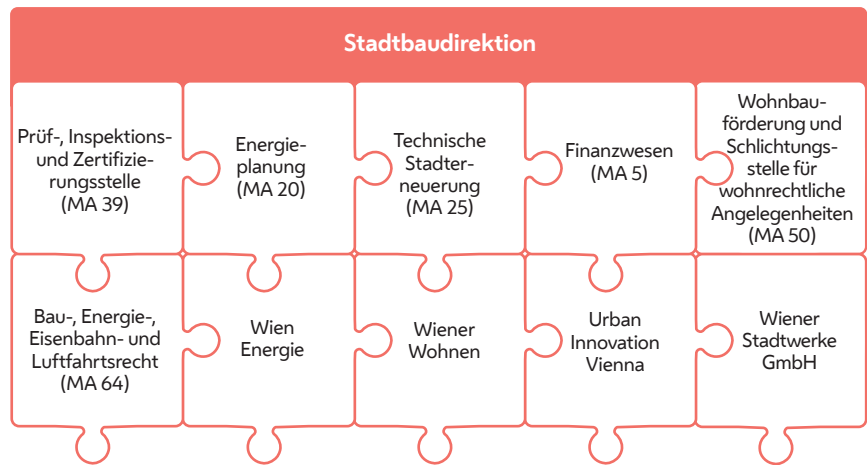 Stadtbaudirektion
Prüf-, Inspektions-
und Zertifizie-
rungsstelle
(MA 39)
Energie-
planung
(MA 20)
Technische
Stadter-
neuerung
(MA 25)
Finanzwesen
(MA 5)
Wohnbau-
förderung und
Schlichtungs-
stelle für
wohnrechtliche
Angelegenheiten
(MA 50)
Bau-, Energie-,
Eisenbahn- und
Luftfahrtsrecht
(MA 64)
Wien
Energie
Wiener
Wohnen
Urban
Innovation
Vienna
Wiener
Stadtwerke
GmbH